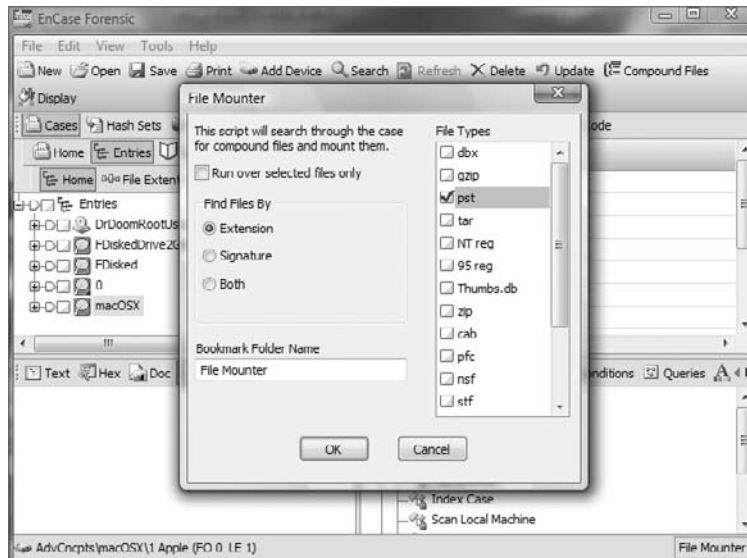 EnCase Forensic
File Edit View Tools Help
New Open Save Print Add Device Search Refresh Delete Update Compound Files
Display
Cases Hash Sets ode
Home Entries
Home File Extent
Entries
DrDoomRootUs
FDiskedDrive2G
FDisked
0
macOSX
Text Hex Doc
nditions Queries
File Mounter
This script will search through the case
for compound files and mount them.
Run over selected files only
Find Files By
Extension
Signature
Both
Bookmark Folder Name
File Mounter
File Types
dbx
gzip
pst
tar
NT reg
95 reg
Thumbs.db
zip
cab
pfc
nsf
stf
OK Cancel
Index Case
Scan Local Machine
AdvCncpts\macOSX\1 Apple (FO 0 LE 1)
File Mounter